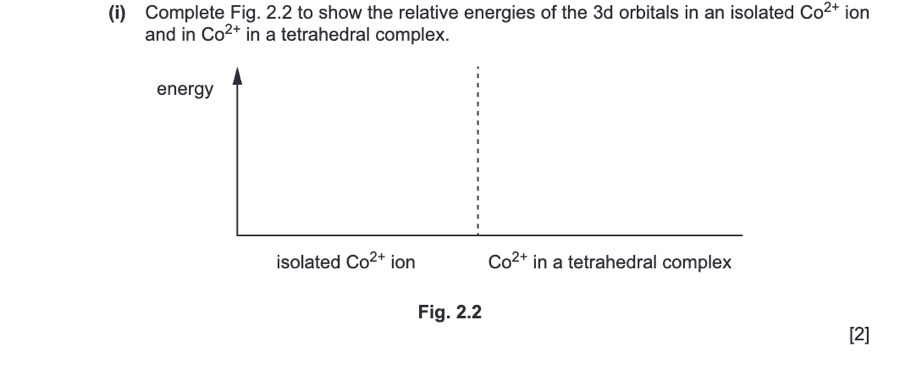 (i) Complete Fig. 2.2 to show the relative energies of the 3d orbitals in an isolated Co²⁺ ion
and in Co²⁺ in a tetrahedral complex.
energy
isolated Co²⁺ ion
Co²⁺ in a tetrahedral complex
Fig. 2.2
[2]